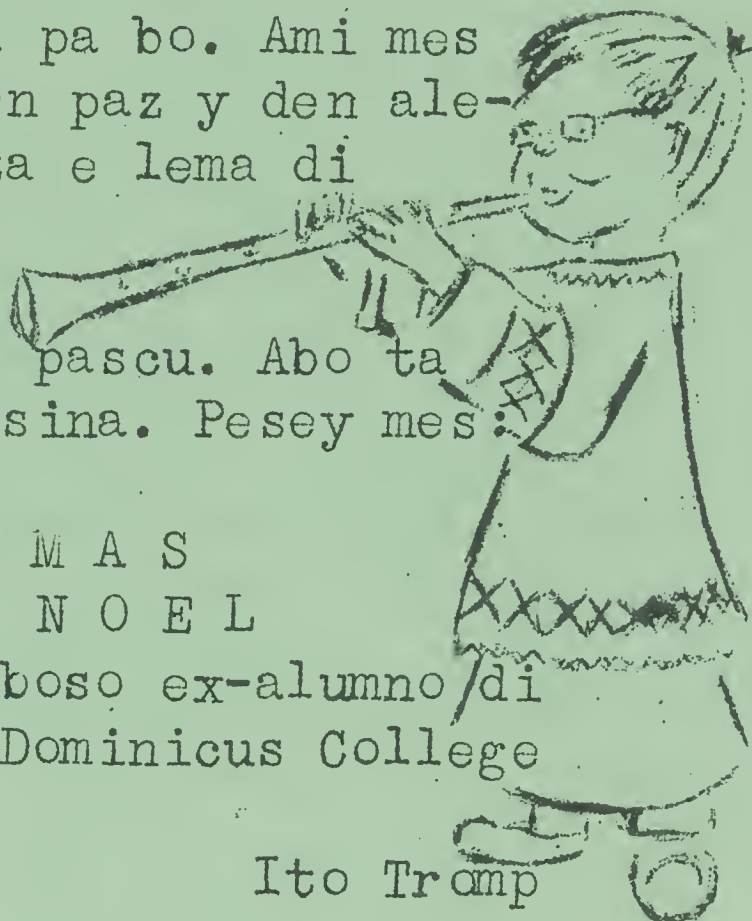 pa bo. Ami mes
n paz y den ale-
a e lema di
pascu. Abo ta
sina. Pesey mes:
M A S
N O E L
boso ex-alumno di
Dominicus College
Ito Tromp